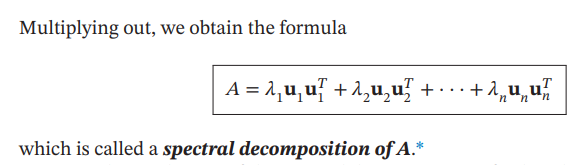 Multiplying out, we obtain the formula
A = λ₁u₁u₁ᵀ + λ₂u₂u₂ᵀ + · · · + λₙuₙuₙᵀ
which is called a spectral decomposition of A.*